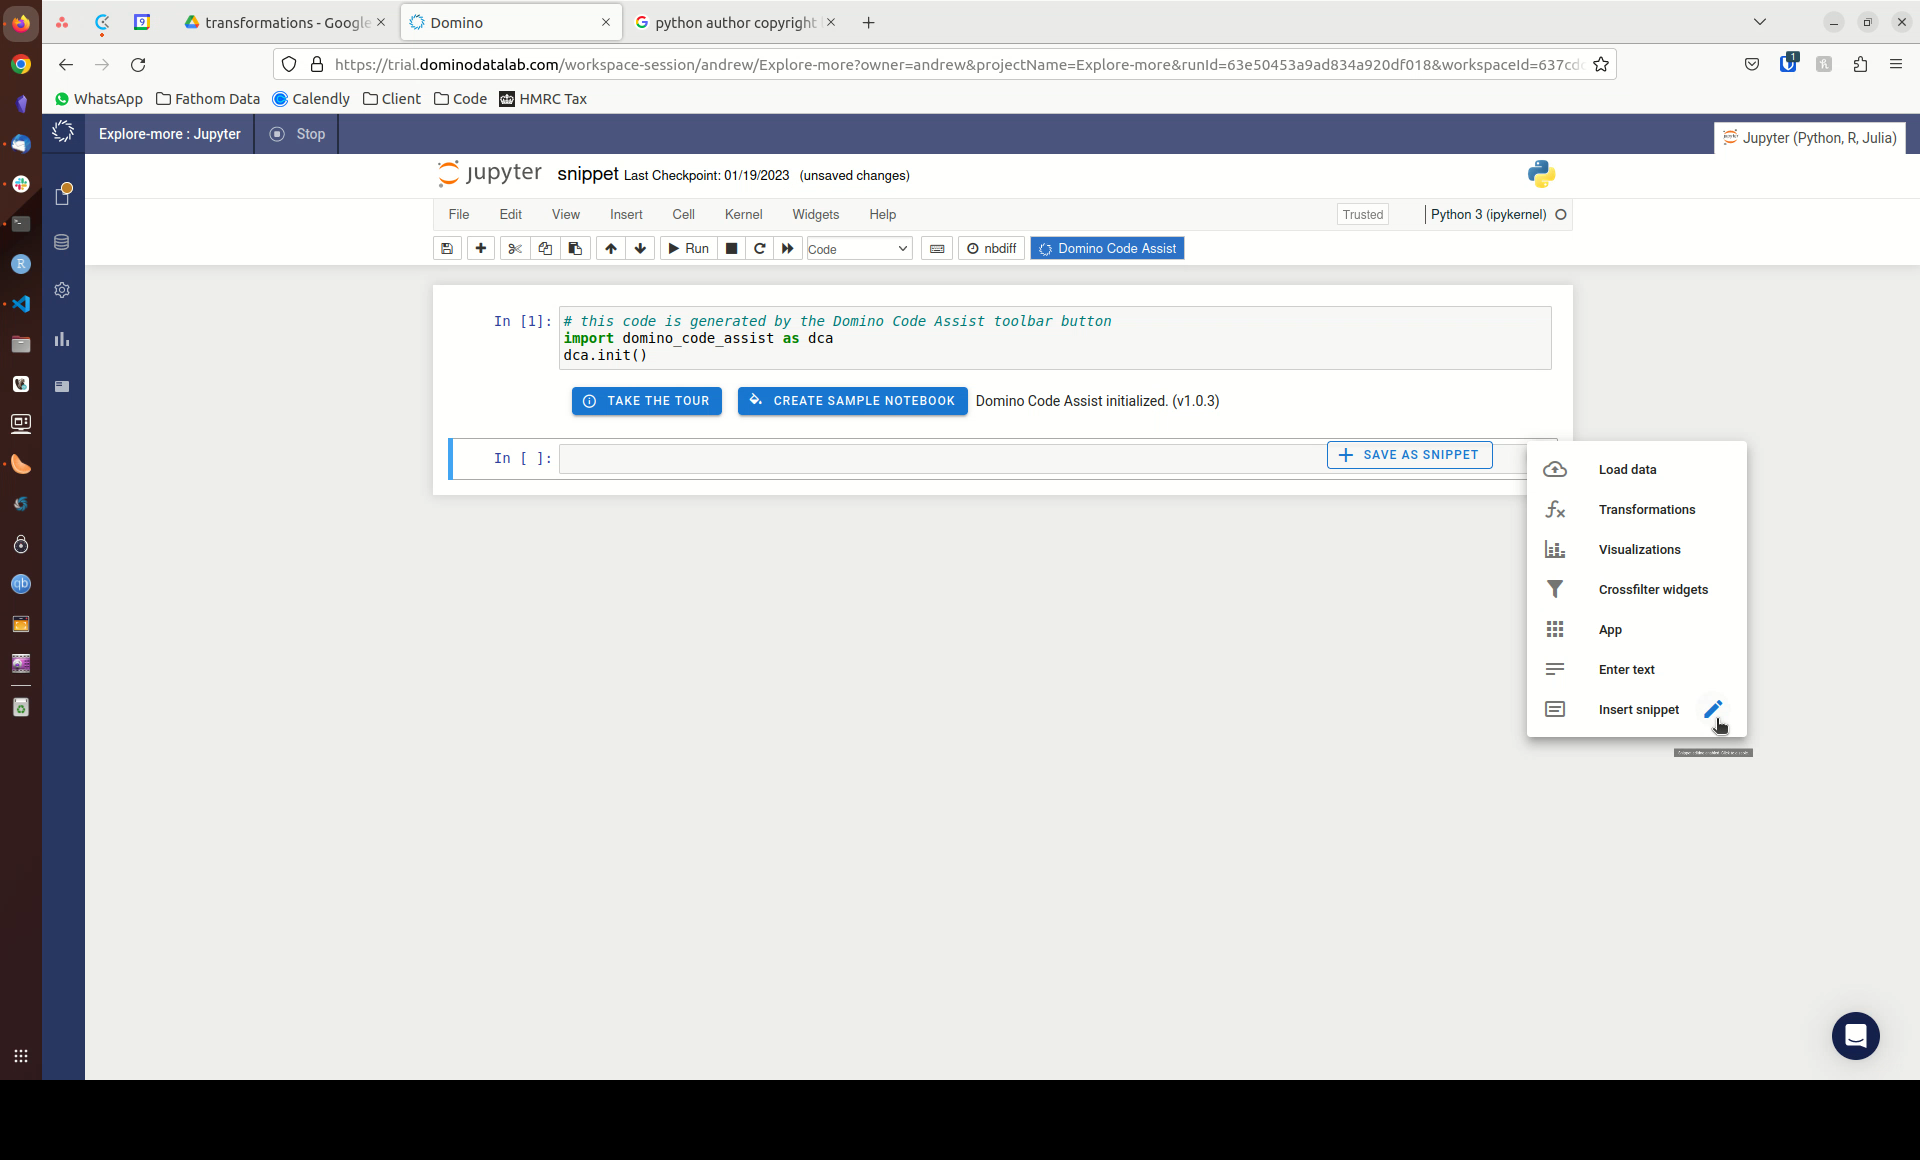 transformations - Google
Domino
python author copyright
https://trial.dominodatalab.com/workspace-session/andrew/Explore-more?owner=andrew&projectName=Explore-more&runId=63e50453a9ad834a920df018&workspaceId=637cd
1
WhatsApp
Fathom Data
Calendly
Client
Code
HMRC Tax
Explore-more : Jupyter
Stop
Jupyter (Python, R, Julia)
jupyter
snippet Last Checkpoint: 01/19/2023 (unsaved changes)
File
Edit
View
Insert
Cell
Kernel
Widgets
Help
Trusted
Python 3 (ipykernel)
Run
Code
nbdiff
Domino Code Assist
In [1]:
# this code is generated by the Domino Code Assist toolbar button
import domino_code_assist as dca
dca.init()
TAKE THE TOUR
CREATE SAMPLE NOTEBOOK
Domino Code Assist initialized. (v1.0.3)
In [ ]:
SAVE AS SNIPPET
Load data
Transformations
Visualizations
Crossfilter widgets
App
Enter text
Insert snippet